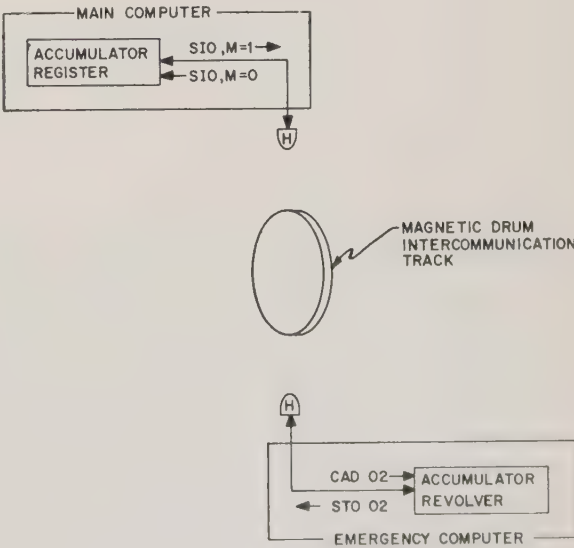 MAIN COMPUTER
ACCUMULATOR
REGISTER
SIO, M=1
SIO, M=0
H
MAGNETIC DRUM
INTERCOMMUNICATION
TRACK
H
CAD 02
STO 02
ACCUMULATOR
REVOLVER
EMERGENCY COMPUTER